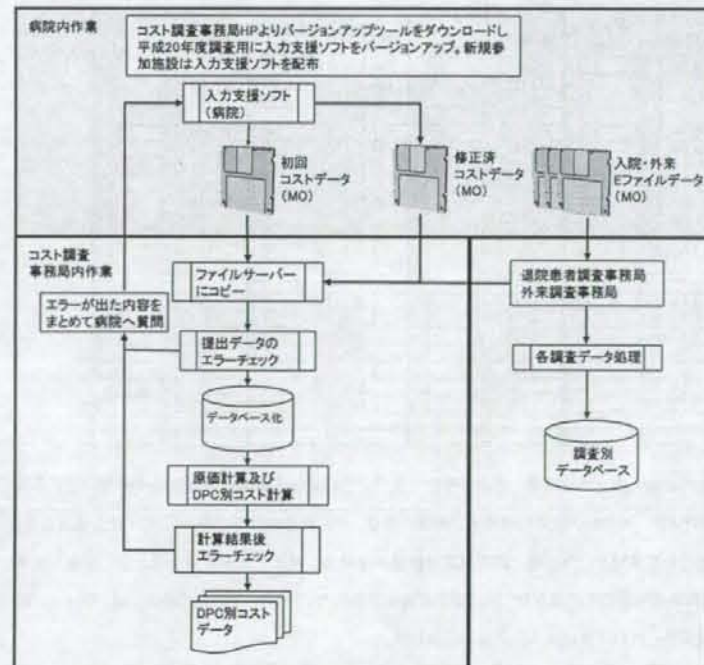 病院内作業
コスト調査事務局HPよりバージョンアップツールをダウンロードし
平成20年度調査用に入力支援ソフトをバージョンアップ。新規参
加施設は入力支援ソフトを配布
入力支援ソフト
(病院)
初回
コストデータ
(MO)
修正済
コストデータ
(MO)
入院・外来
Eファイルデータ
(MO)
コスト調査
事務局内作業
ファイルサーバー
にコピー
退院患者調査事務局
外来調査事務局
エラーが出た内容を
まとめて病院へ質問
提出データの
エラーチェック
各調査データ処理
データベース化
調査別
データベース
原価計算及び
DPC別コスト計算
計算結果後
エラーチェック
DPC別コスト
データ